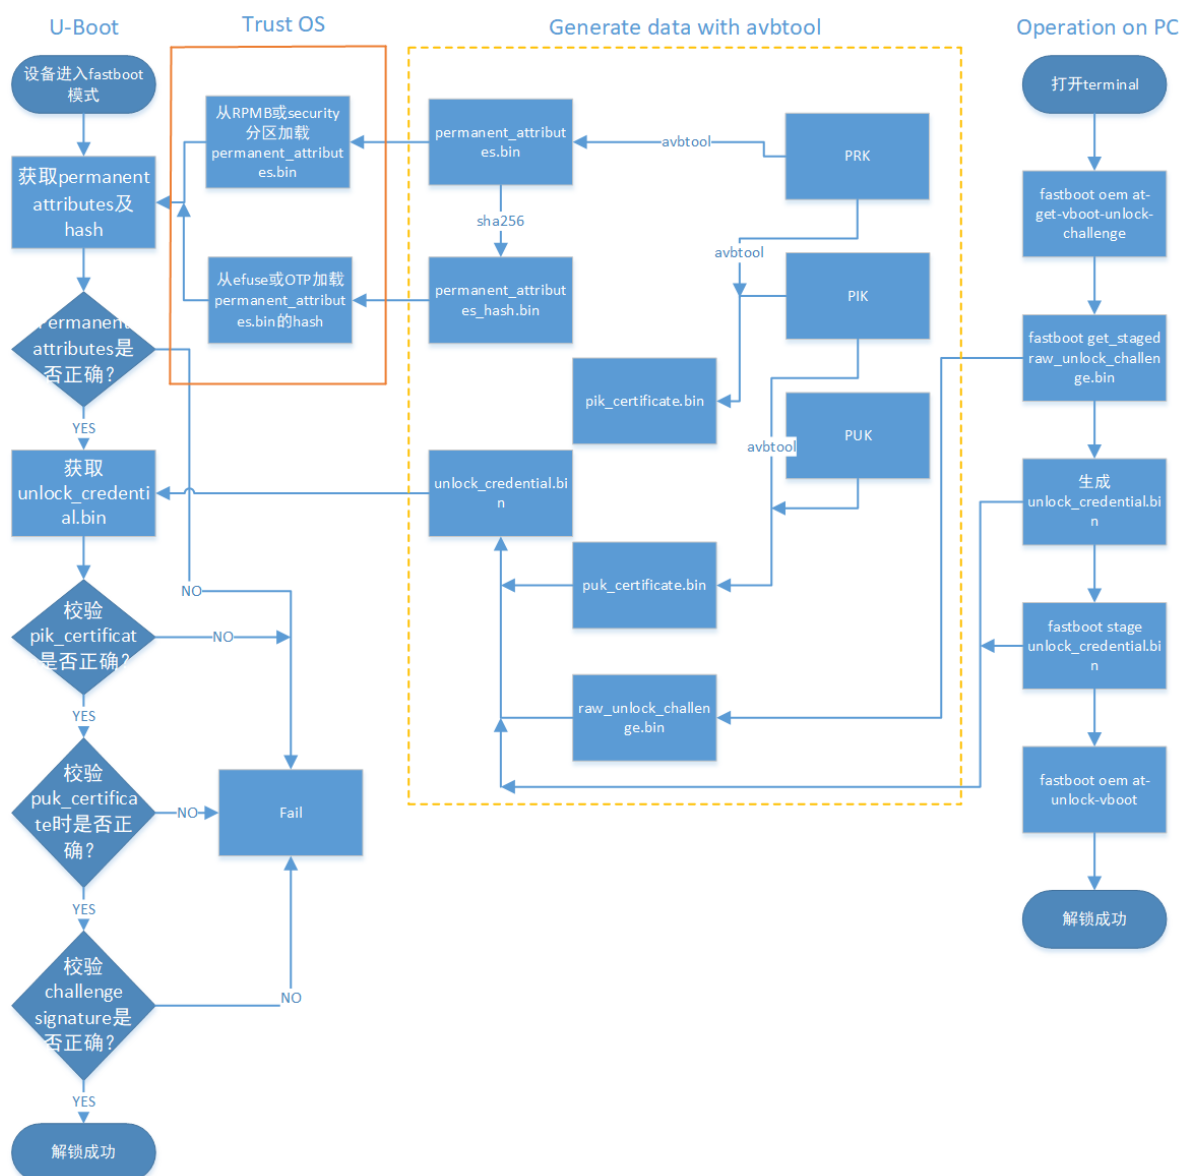 U-Boot
Trust OS
Generate data with avbtool
Operation on PC
设备进入fastboot
模式
获取permanent
attributes及
hash
Permanent
attributes是
否正确?
YES
获取
unlock_credenti
al.bin
校验
pik_certificat
是否正确?
YES
校验
puk_certifica
te时是否正
确?
YES
校验
challenge
signature是
否正确?
YES
解锁成功
NO
NO
NO
NO
Fail
从RPMB或security
分区加载
permanent_attribut
es.bin
从efuse或OTP加载
permanent_attribut
es.bin的hash
permanent_attribut
es.bin
sha256
permanent_attribut
es_hash.bin
avbtool
PRK
avbtool
PIK
pik_certificate.bin
PUK
avbtool
unlock_credential.bi
n
puk_certificate.bin
raw_unlock_challe
nge.bin
打开terminal
fastboot oem at-
get-vboot-unlock-
challenge
fastboot get_staged
raw_unlock_challen
ge.bin
生成
unlock_credential.bi
n
fastboot stage
unlock_credential.bi
n
fastboot oem at-
unlock-vboot
解锁成功